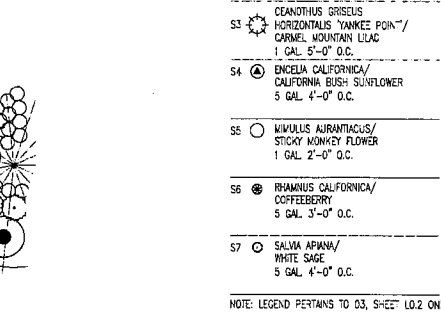 CEANOTHUS GRISEUS
S3 HORIZONTALIS 'YANKEE POINT'/
CARMEL MOUNTAIN LILAC
1 GAL. 5'-0" O.C.
S4 ENCELIA CALIFORNICA/
CALIFORNIA BUSH SUNFLOWER
5 GAL. 4'-0" O.C.
S5 MIMULUS AURANTIACUS/
STICKY MONKEY FLOWER
1 GAL. 2'-0" O.C.
S6 RHAMNUS CALIFORNICA/
COFFEEBERRY
5 GAL. 3'-0" O.C.
S7 SALVIA APIANA/
WHITE SAGE
5 GAL. 4'-0" O.C.
NOTE: LEGEND PERTAINS TO 03, SHEET L0.2 ON